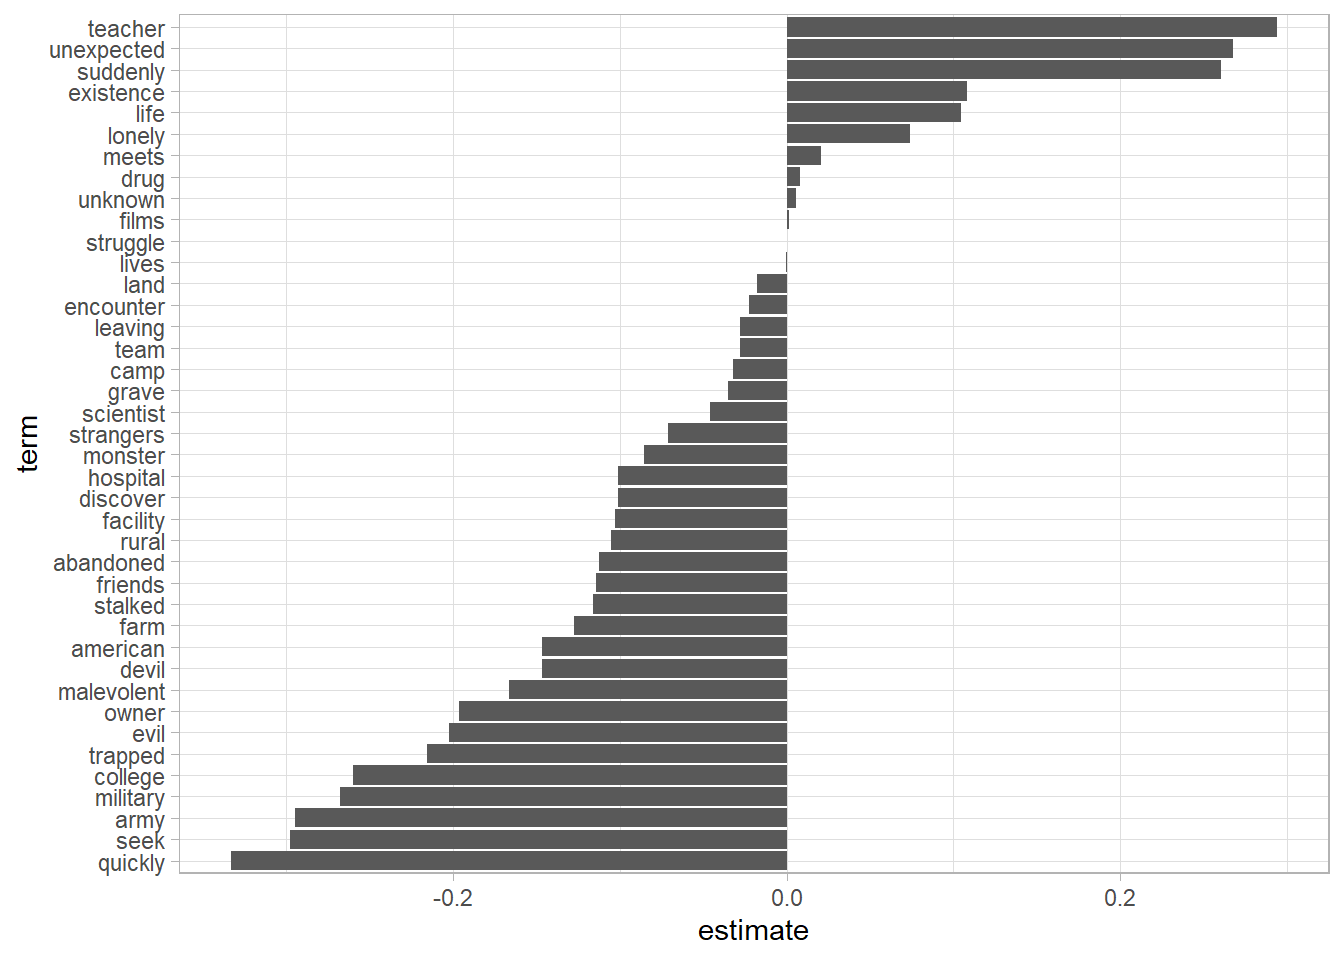 teacher
unexpected
suddenly
existence
life
lonely
meets
drug
unknown
films
struggle
lives
land
encounter
leaving
team
camp
grave
scientist
strangers
monster
hospital
discover
facility
rural
abandoned
friends
stalked
farm
american
devil
malevolent
owner
evil
trapped
college
military
army
seek
quickly
term
-0.2 0.0 0.2
estimate